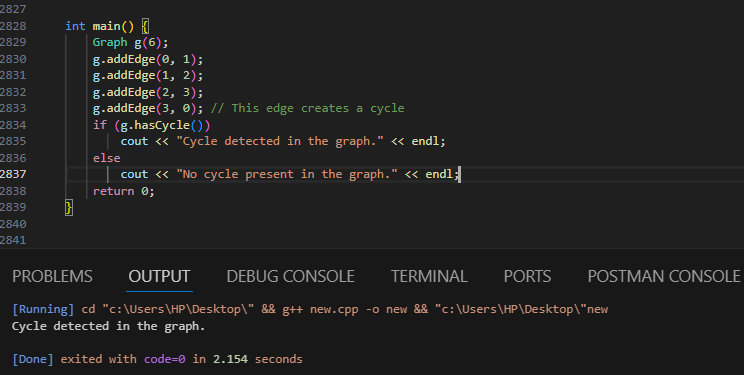 2827
2828 int main() {
2829 Graph g(6);
2830 g.addEdge(0, 1);
2831 g.addEdge(1, 2);
2832 g.addEdge(2, 3);
2833 g.addEdge(3, 0); // This edge creates a cycle
2834 if (g.hasCycle())
2835 cout << "Cycle detected in the graph." << endl;
2836 else
2837 cout << "No cycle present in the graph." << endl;
2838 return 0;
2839 }
2840
2841
PROBLEMS OUTPUT DEBUG CONSOLE TERMINAL PORTS POSTMAN CONSOLE
[Running] cd "c:\Users\HP\Desktop\" && g++ new.cpp -o new && "c:\Users\HP\Desktop\"new
Cycle detected in the graph.
[Done] exited with code=0 in 2.154 seconds